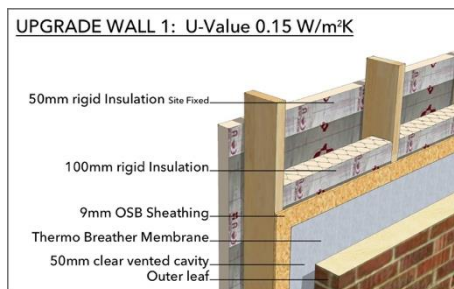 UPGRADE WALL 1: U-Value 0.15 W/m²K
50mm rigid Insulation Site Fixed
100mm rigid Insulation
9mm OSB Sheathing
Thermo Breather Membrane
50mm clear vented cavity
Outer leaf